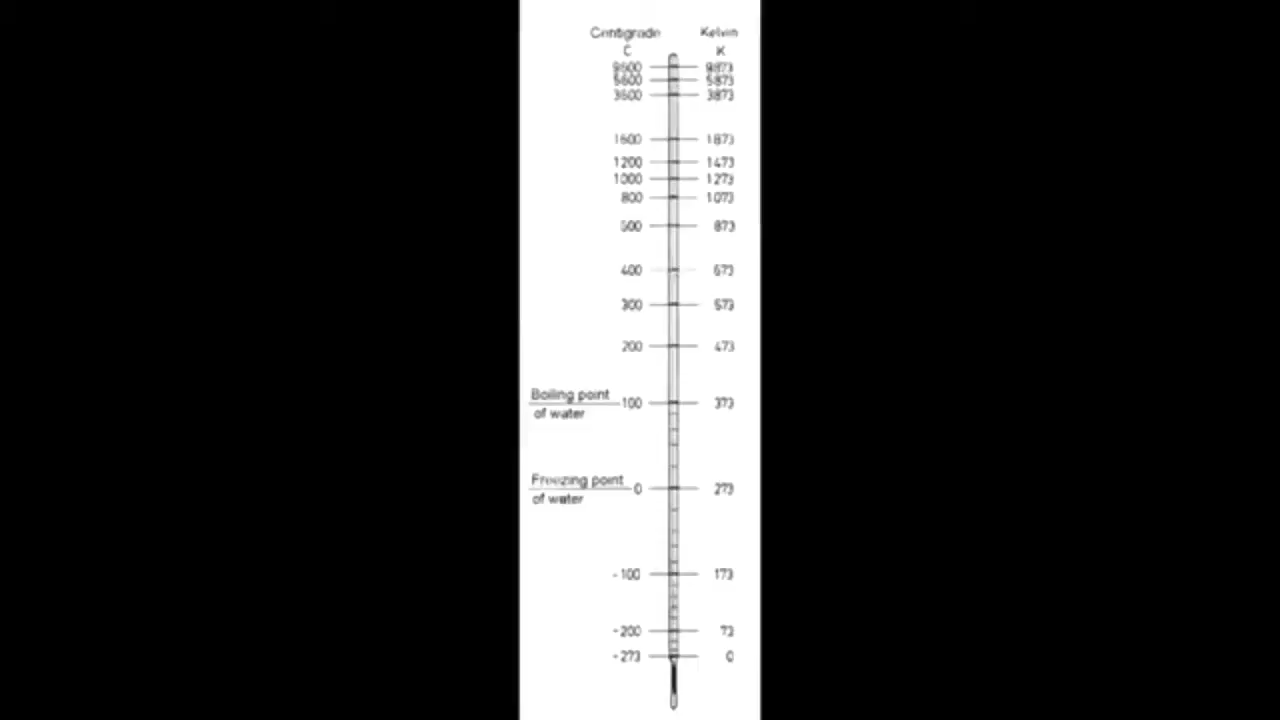 Centigrade Kelvin
C K
9600 9873
5600 5873
3600 3873
1600 1873
1200 1473
1000 1273
800 1073
873
400 673
300 573
200 473
Boiling point
100 373
of water
Freezing point
0 273
of water
-100 173
-200 73
-273 0